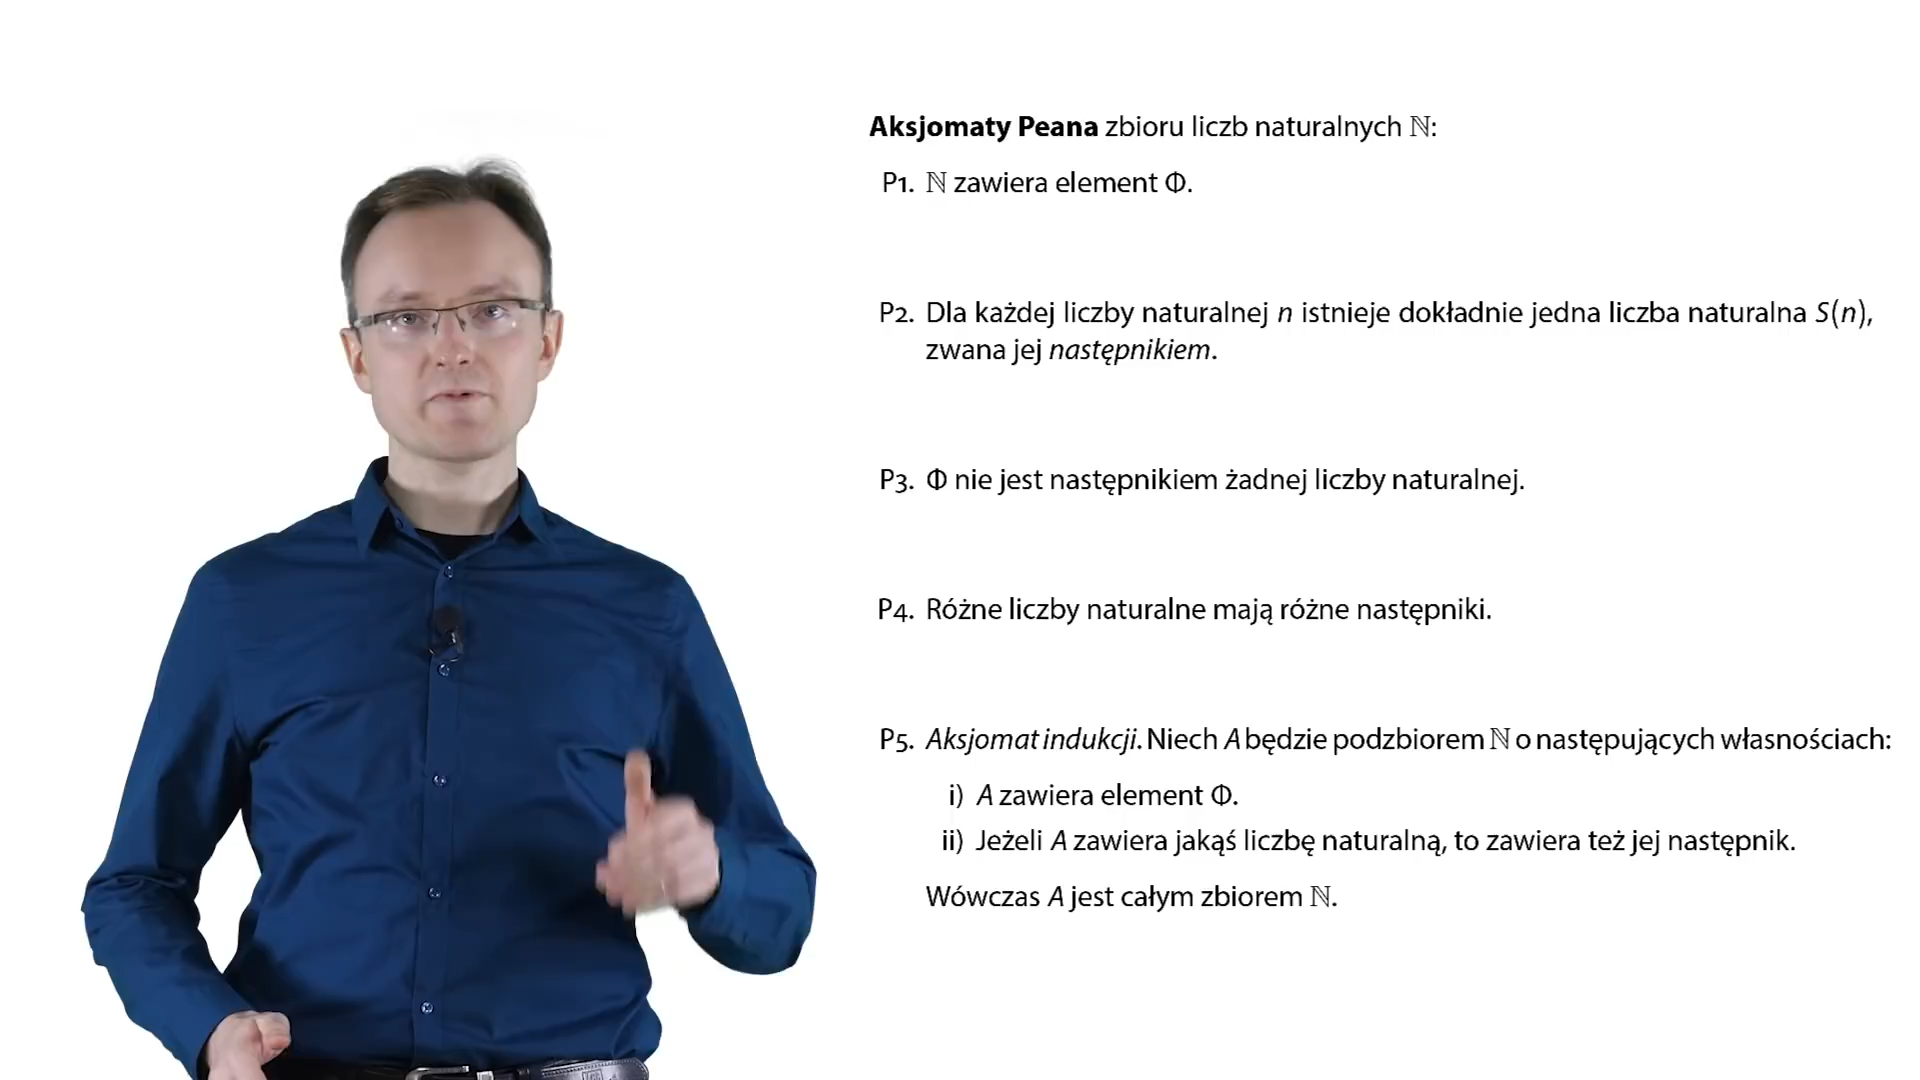 Aksjomaty Peana zbioru liczb naturalnych ℕ:
P1. ℕ zawiera element Φ.
P2. Dla każdej liczby naturalnej n istnieje dokładnie jedna liczba naturalna S(n),
zwana jej następnikiem.
P3. Φ nie jest następnikiem żadnej liczby naturalnej.
P4. Różne liczby naturalne mają różne następniki.
P5. Aksjomat indukcji. Niech A będzie podzbiorem ℕ o następujących własnościach:
i) A zawiera element Φ.
ii) Jeżeli A zawiera jakąś liczbę naturalną, to zawiera też jej następnik.
Wówczas A jest całym zbiorem ℕ.